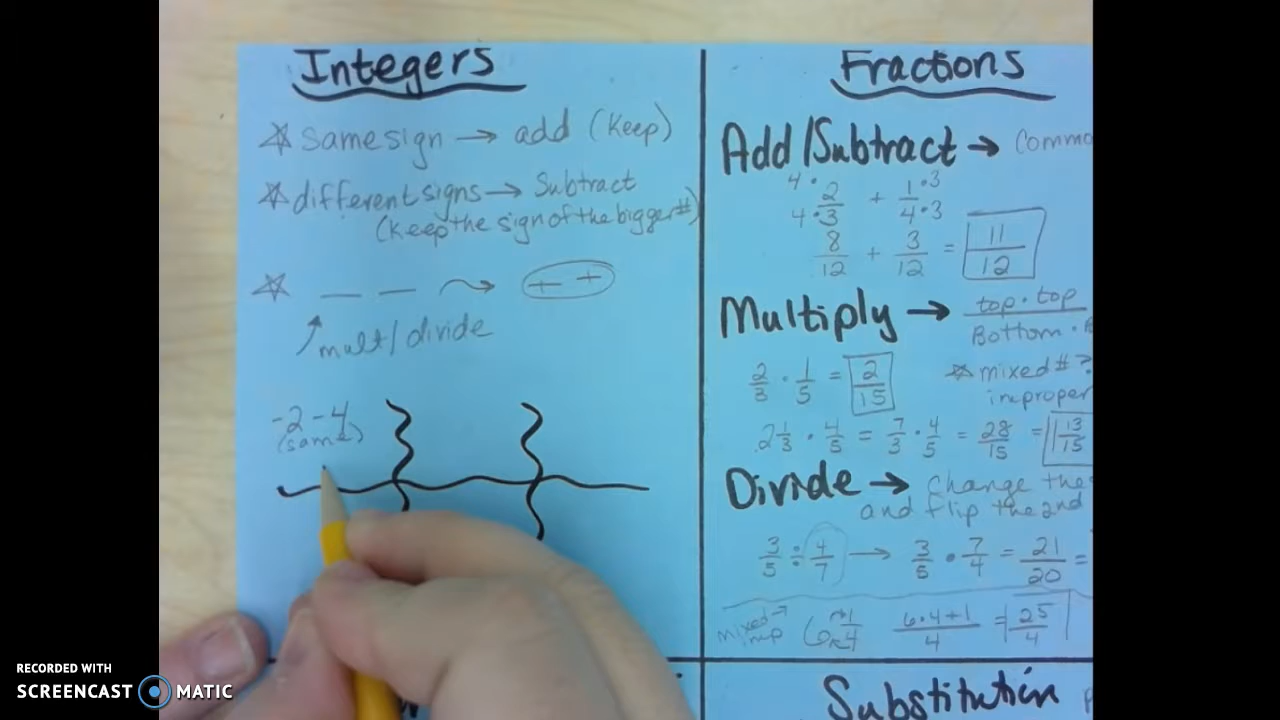 Integers
☆ same sign → add (Keep)
☆ different signs → Subtract
(Keep the sign of the bigger #)
☆ — — → + +
mult/divide
-2 - 4
(same)
Fractions
Add/Subtract →
4 · 2/3 · 4 + 1/4 · 3 · 3
8/12 + 3/12 = 11/12
Multiply → top · top
Bottom ·
2/3 · 1/5 = 2/15
☆ mixed #?
improper
2 1/3 · 4/5 = 7/3 · 4/5 = 28/15 = 1 13/15
Divide → change the
and flip the 2nd
3/5 ÷ 4/7 → 3/5 · 7/4 = 21/20 =
mixed →
imp
6 1/4 6·4+1/4 = 25/4
Substitution
RECORDED WITH
SCREENCAST MATIC